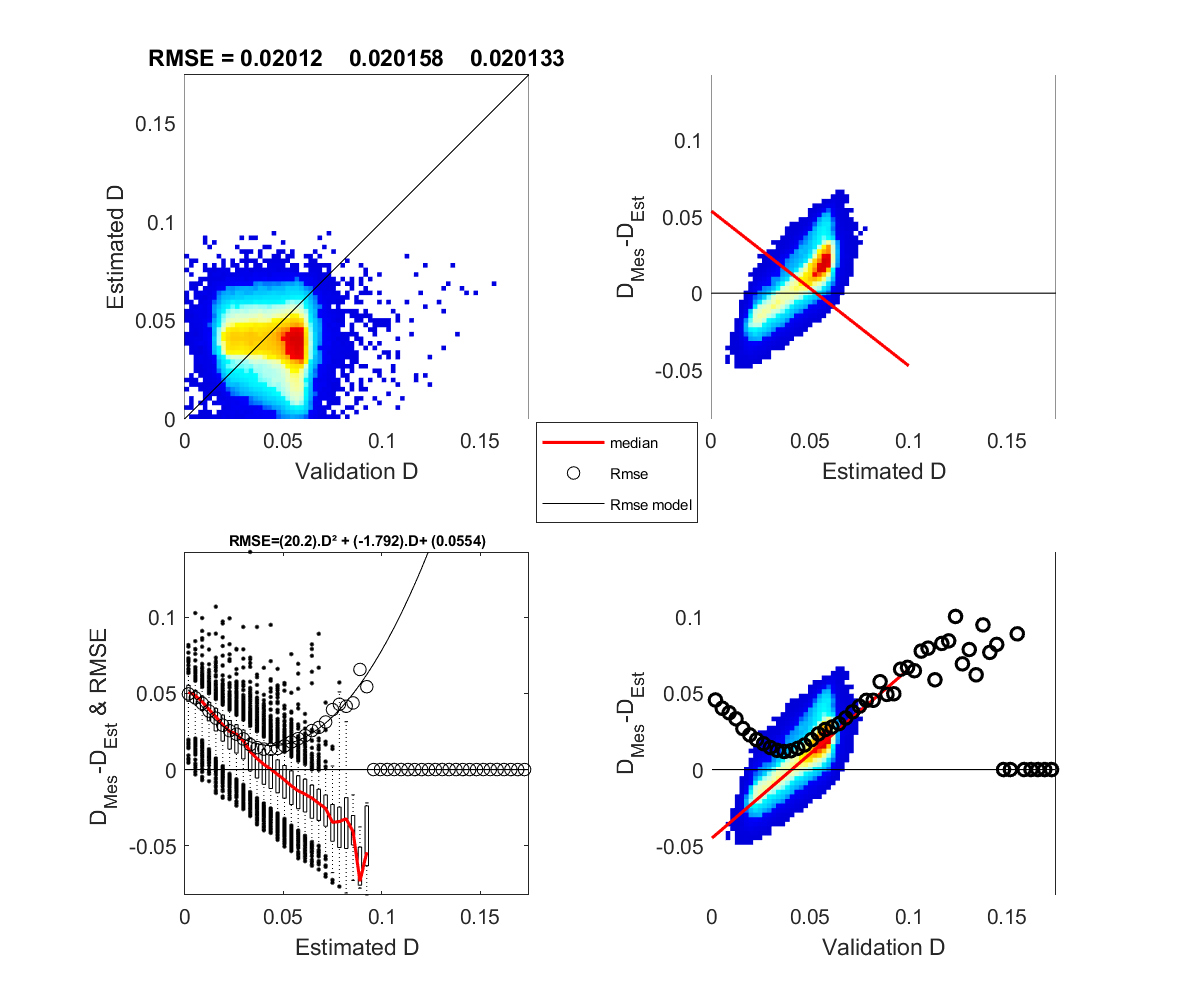 RMSE = 0.02012 0.020158 0.020133
0.15
0.1
0.05
0
Estimated D
0 0.05 0.1 0.15
Validation D
0.1
0.05
0
-0.05
D_Mes-D_Est
0 0.05 0.1 0.15
Estimated D
median
Rmse
Rmse model
RMSE=(20.2).D² + (-1.792).D+ (0.0554)
0.1
0.05
0
-0.05
D_Mes-D_Est & RMSE
0 0.05 0.1 0.15
Estimated D
0.1
0.05
0
-0.05
D_Mes-D_Est
0 0.05 0.1 0.15
Validation D